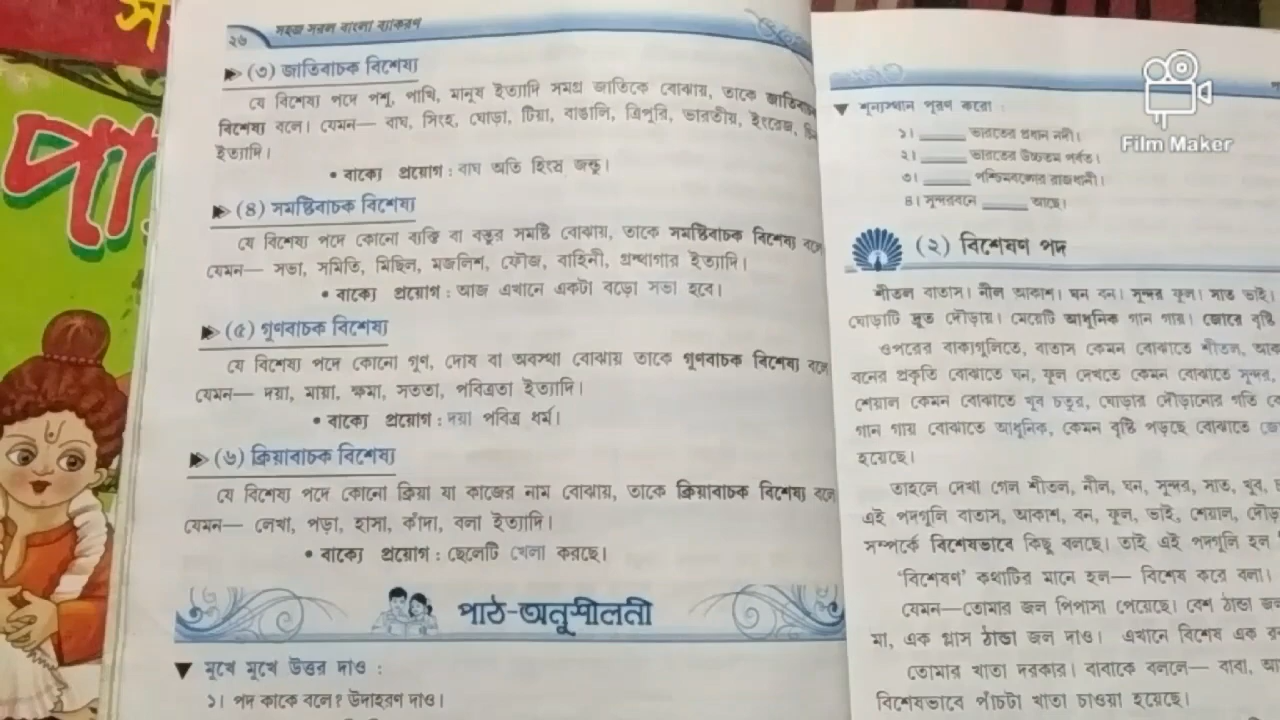 স
পা
২৬
সহজ সরল বাংলা ব্যাকরণ
(৩) জাতিবাচক বিশেষ্য
যে বিশেষ্য পদে পশু, পাখি, মানুষ ইত্যাদি সমগ্র জাতিকে বোঝায়, তাকে
বিশেষ্য বলে। যেমন— বাঘ, সিংহ, ঘোড়া, টিয়া, বাঙালি, ত্রিপুরি, ভারতীয়, ইংরেজ,
ইত্যাদি।
• বাক্যে প্রয়োগ : বাঘ অতি হিংস্র জন্তু।
(৪) সমষ্টিবাচক বিশেষ্য
যে বিশেষ্য পদে কোনো ব্যক্তি বা বস্তুর সমষ্টি বোঝায়, তাকে সমষ্টিবাচক বিশেষ্য বলে
যেমন— সভা, সমিতি, মিছিল, মজলিশ, ফৌজ, বাহিনী, গ্রন্থাগার ইত্যাদি।
• বাক্যে প্রয়োগ : আজ এখানে একটা বড়ো সভা হবে।
(৫) গুণবাচক বিশেষ্য
যে বিশেষ্য পদে কোনো গুণ, দোষ বা অবস্থা বোঝায় তাকে গুণবাচক বিশেষ্য বলে
যেমন— দয়া, মায়া, ক্ষমা, সততা, পবিত্রতা ইত্যাদি।
• বাক্যে প্রয়োগ : দয়া পবিত্র ধর্ম।
(৬) ক্রিয়াবাচক বিশেষ্য
যে বিশেষ্য পদে কোনো ক্রিয়া যা কাজের নাম বোঝায়, তাকে ক্রিয়াবাচক বিশেষ্য বলে
যেমন— লেখা, পড়া, হাসা, কাঁদা, বলা ইত্যাদি।
• বাক্যে প্রয়োগ : ছেলেটি খেলা করছে।
পাঠ-অনুশীলনী
▼ মুখে মুখে উত্তর দাও :
১। পদ কাকে বলে? উদাহরণ দাও।
▼ শূন্যস্থান পূরণ করো :
১। _____ ভারতের প্রধান নদী।
২। _____ ভারতের উচ্চতম পর্বত।
৩। _____ পশ্চিমবঙ্গের রাজধানী।
৪। সুন্দরবনে _____ আছে।
(২) বিশেষণ পদ
শীতল বাতাস। নীল আকাশ। ঘন বন। সুন্দর ফুল। সাত ভাই।
ঘোড়াটি দ্রুত দৌড়ায়। মেয়েটি আধুনিক গান গায়। জোরে বৃষ্টি
ওপরের বাক্যগুলিতে, বাতাস কেমন বোঝাতে শীতল,
বনের প্রকৃতি বোঝাতে ঘন, ফুল দেখতে কেমন বোঝাতে সুন্দর,
শেয়াল কেমন বোঝাতে খুব চতুর, ঘোড়ার দৌড়ানোর গতি
গান গায় বোঝাতে আধুনিক, কেমন বৃষ্টি পড়ছে বোঝাতে
হয়েছে।
তাহলে দেখা গেল শীতল, নীল, ঘন, সুন্দর, সাত, খুব,
এই পদগুলি বাতাস, আকাশ, বন, ফুল, ভাই, শেয়াল,
সম্পর্কে বিশেষভাবে কিছু বলছে। তাই এই পদগুলি হল
‘বিশেষণ’ কথাটির মানে হল— বিশেষ করে বলা।
যেমন—তোমার জল পিপাসা পেয়েছে। বেশ ঠান্ডা
মা, এক গ্লাস ঠান্ডা জল দাও। এখানে বিশেষ এক
তোমার খাতা দরকার। বাবাকে বললে— বাবা,
বিশেষভাবে পাঁচটা খাতা চাওয়া হয়েছে।
Film Maker